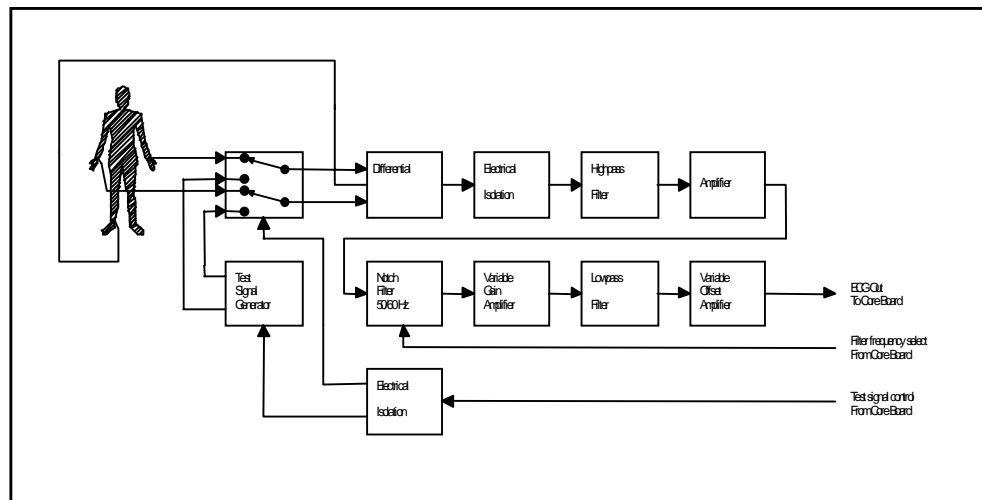 Differential
Electrical
Isolation
Highpass
Filter
Amplifier
Test
Signal
Generator
Notch
Filter
50/60 Hz
Variable
Gain
Amplifier
Lowpass
Filter
Variable
Offset
Amplifier
ECG Out
To Core Board
Filter frequency select
From Core Board
Electrical
Isolation
Test signal control
From Core Board